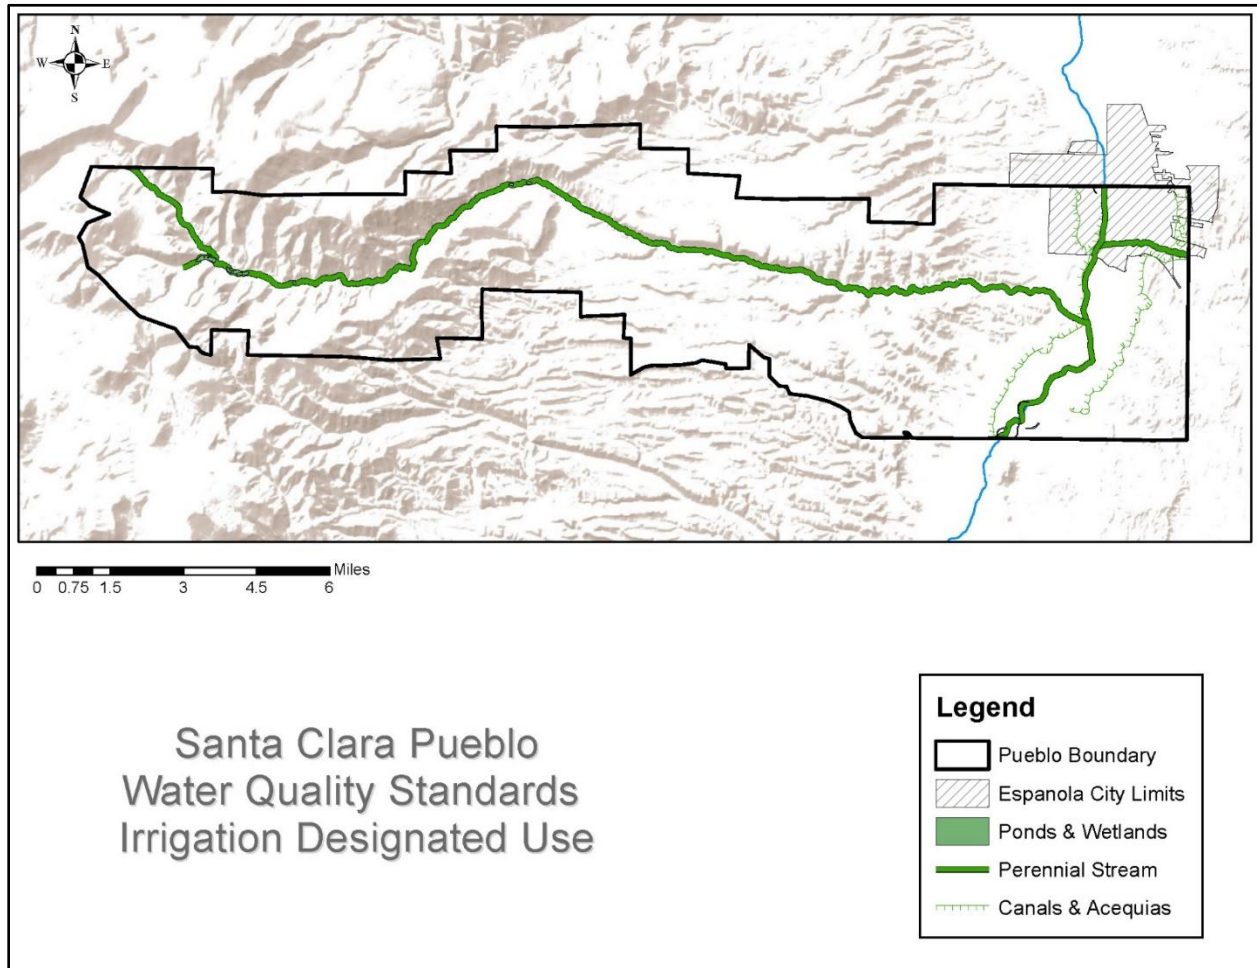 N
W E
S
Miles
0 0.75 1.5 3 4.5 6
Santa Clara Pueblo
Water Quality Standards
Irrigation Designated Use
Legend
Pueblo Boundary
Espanola City Limits
Ponds & Wetlands
Perennial Stream
Canals & Acequias